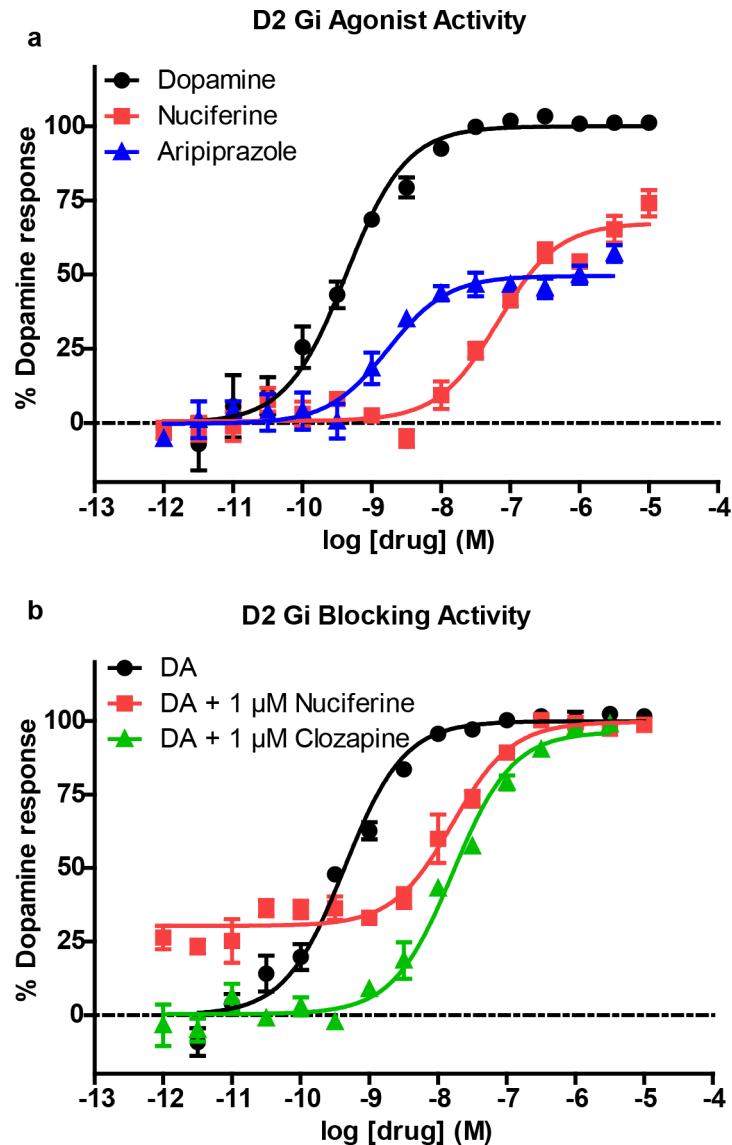 a
D2 Gi Agonist Activity
Dopamine
Nuciferine
Aripiprazole
% Dopamine response
100
75
50
25
0
-13 -12 -11 -10 -9 -8 -7 -6 -5 -4
log [drug] (M)
b
D2 Gi Blocking Activity
DA
DA + 1 µM Nuciferine
DA + 1 µM Clozapine
% Dopamine response
100
75
50
25
0
-13 -12 -11 -10 -9 -8 -7 -6 -5 -4
log [drug] (M)